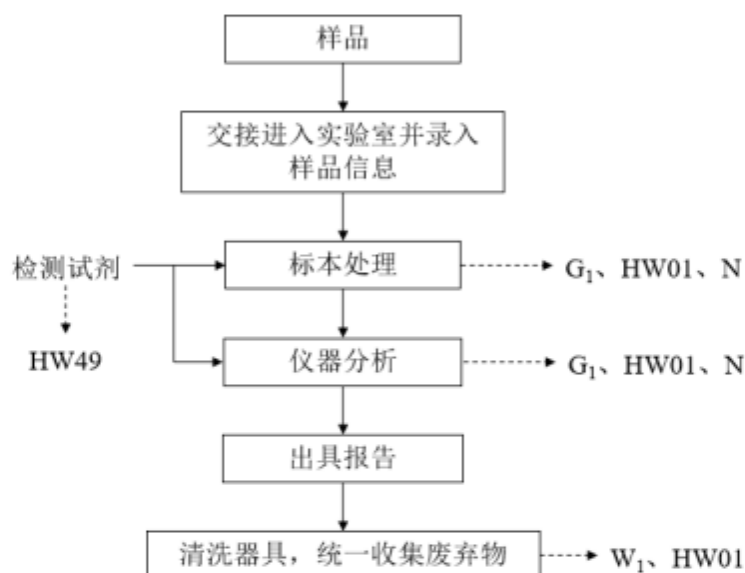 样品
交接进入实验室并录入
样品信息
检测试剂
标本处理
G₁、HW01、N
HW49
仪器分析
G₁、HW01、N
出具报告
清洗器具，统一收集废弃物
W₁、HW01